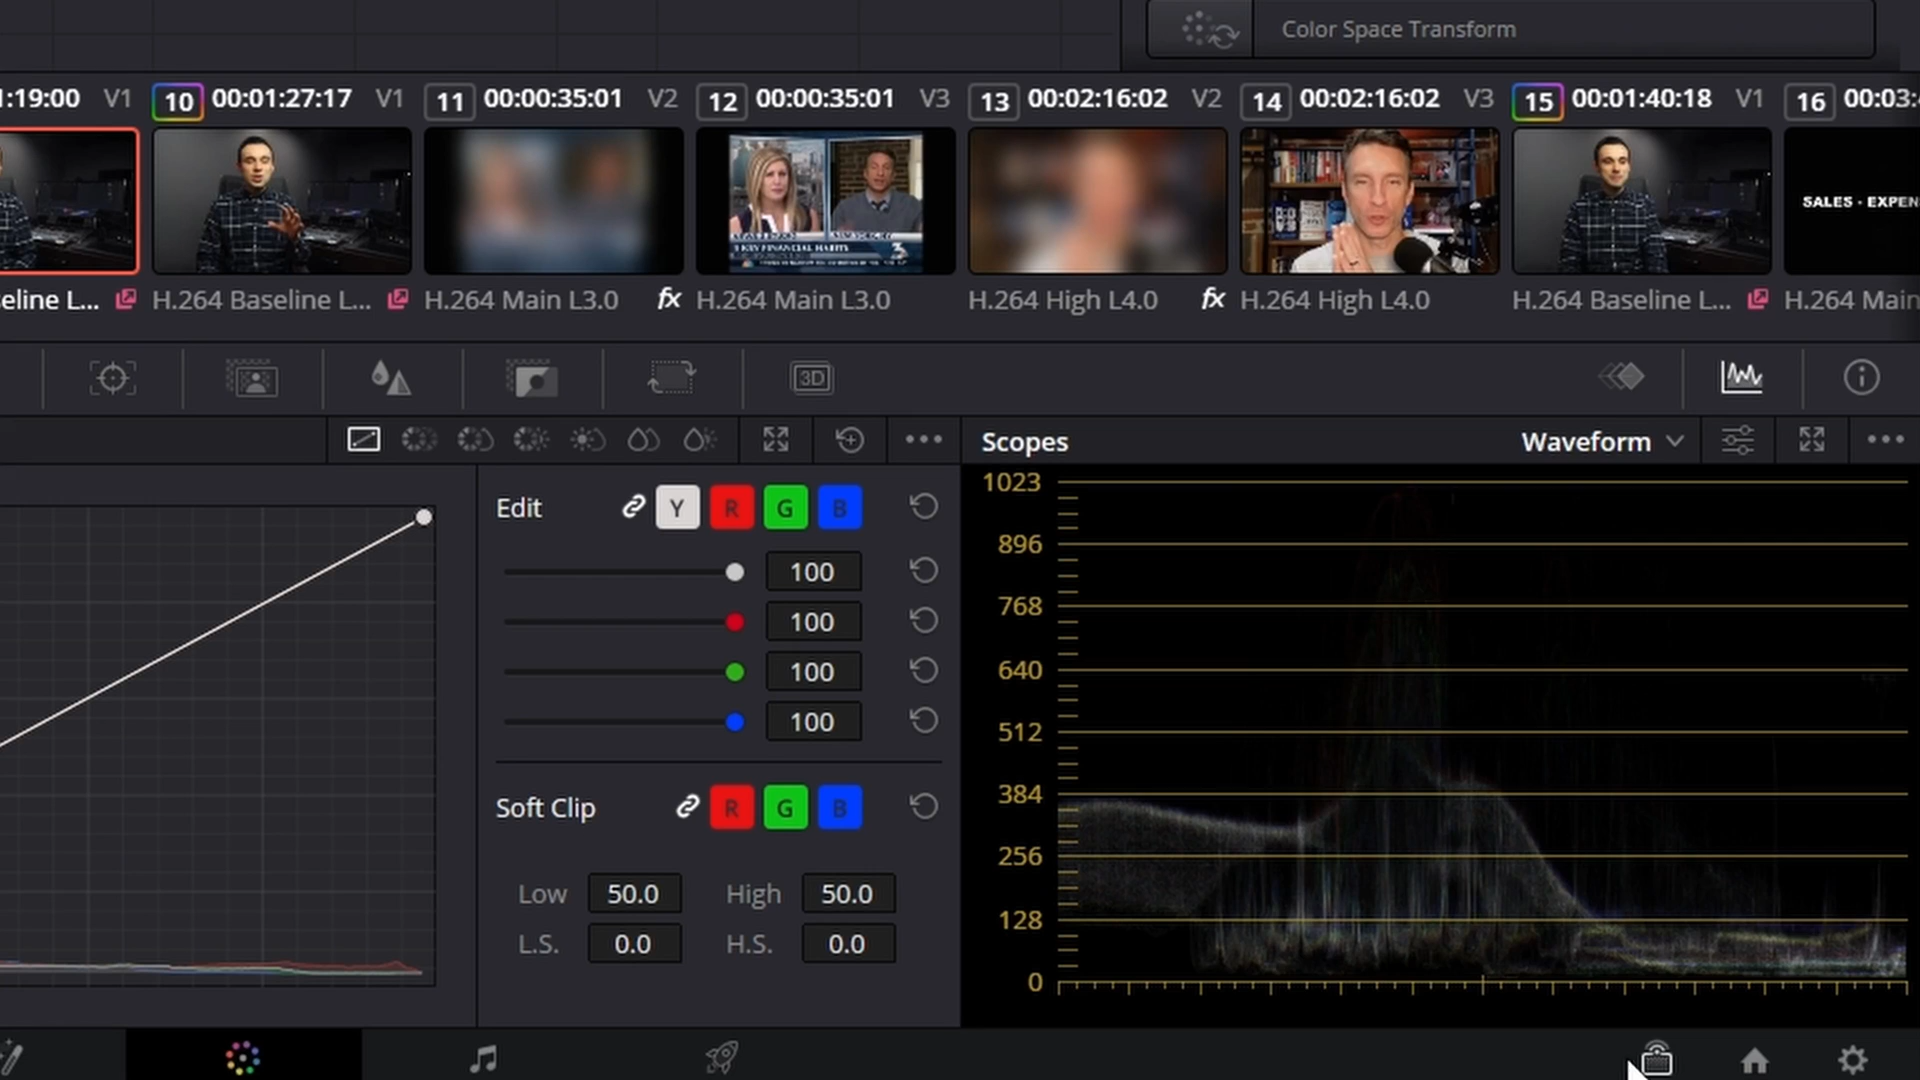 Color Space Transform
1:19:00 V1 10 00:01:27:17 V1 11 00:00:35:01 V2 12 00:00:35:01 V3 13 00:02:16:02 V2 14 00:02:16:02 V3 15 00:01:40:18 V1 16 00:03:
SALES - EXPEN
3
seline L... H.264 Baseline L... H.264 Main L3.0 fx H.264 Main L3.0 H.264 High L4.0 fx H.264 High L4.0 H.264 Baseline L... H.264 Main
3D
Scopes Waveform
Edit Y R G B
100
100
100
100
Soft Clip R G B
Low 50.0 High 50.0
L.S. 0.0 H.S. 0.0
1023
896
768
640
512
384
256
128
0